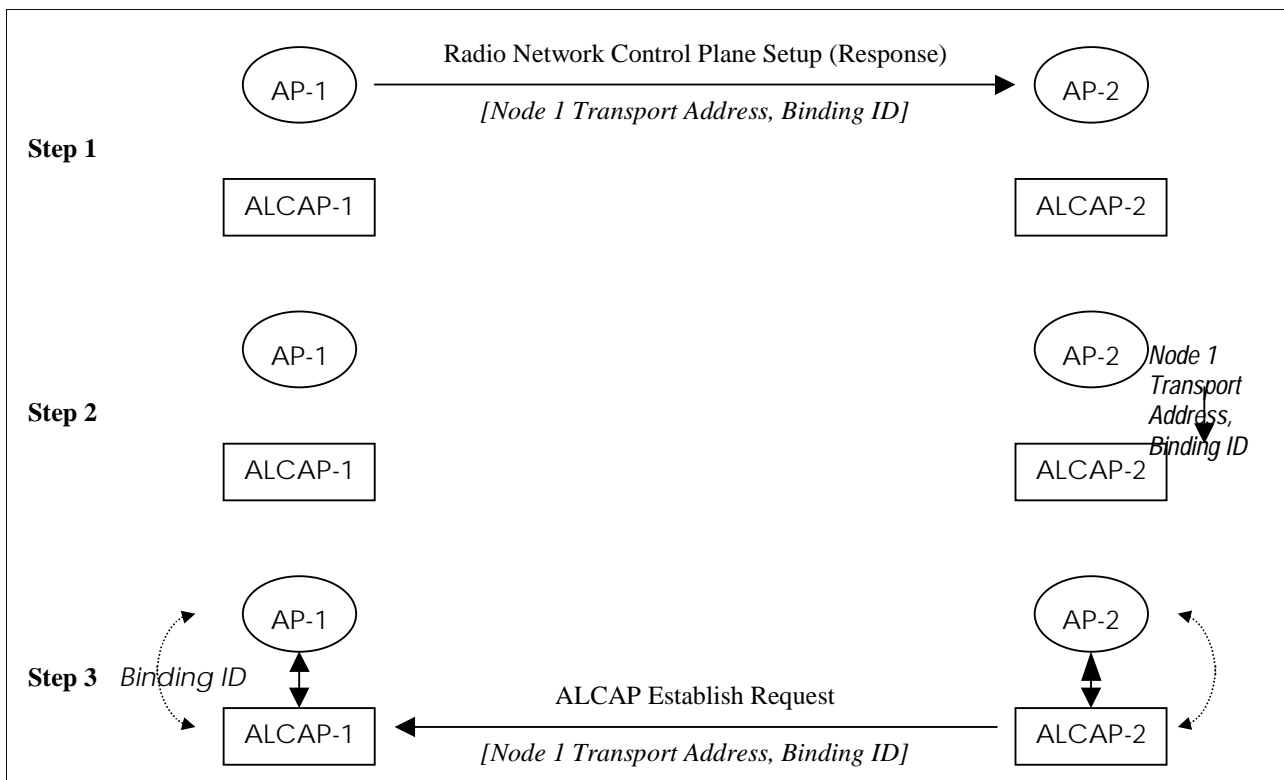 Radio Network Control Plane Setup (Response)
AP-1
AP-2
[Node 1 Transport Address, Binding ID]
Step 1
ALCAP-1
ALCAP-2
AP-1
AP-2
Node 1
Transport
Address,
Binding ID
Step 2
ALCAP-1
ALCAP-2
AP-1
AP-2
Step 3
Binding ID
ALCAP Establish Request
ALCAP-1
ALCAP-2
[Node 1 Transport Address, Binding ID]